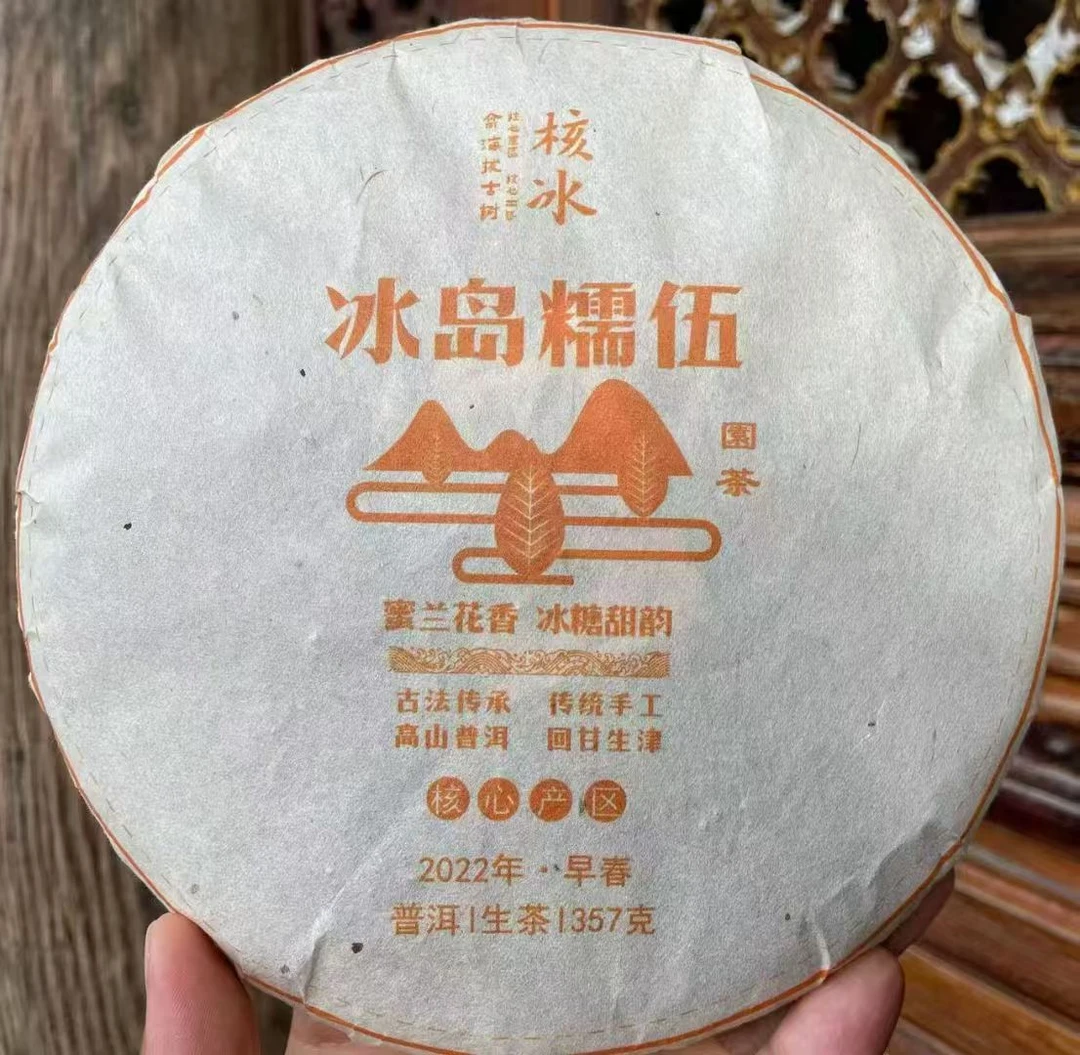 核冰
冰岛糯伍
茶
蜜兰花香 冰糖甜韵
古法传承 传统手工
高山普洱 回甘生津
核心产区
2022年·早春
普洱|生茶|357克